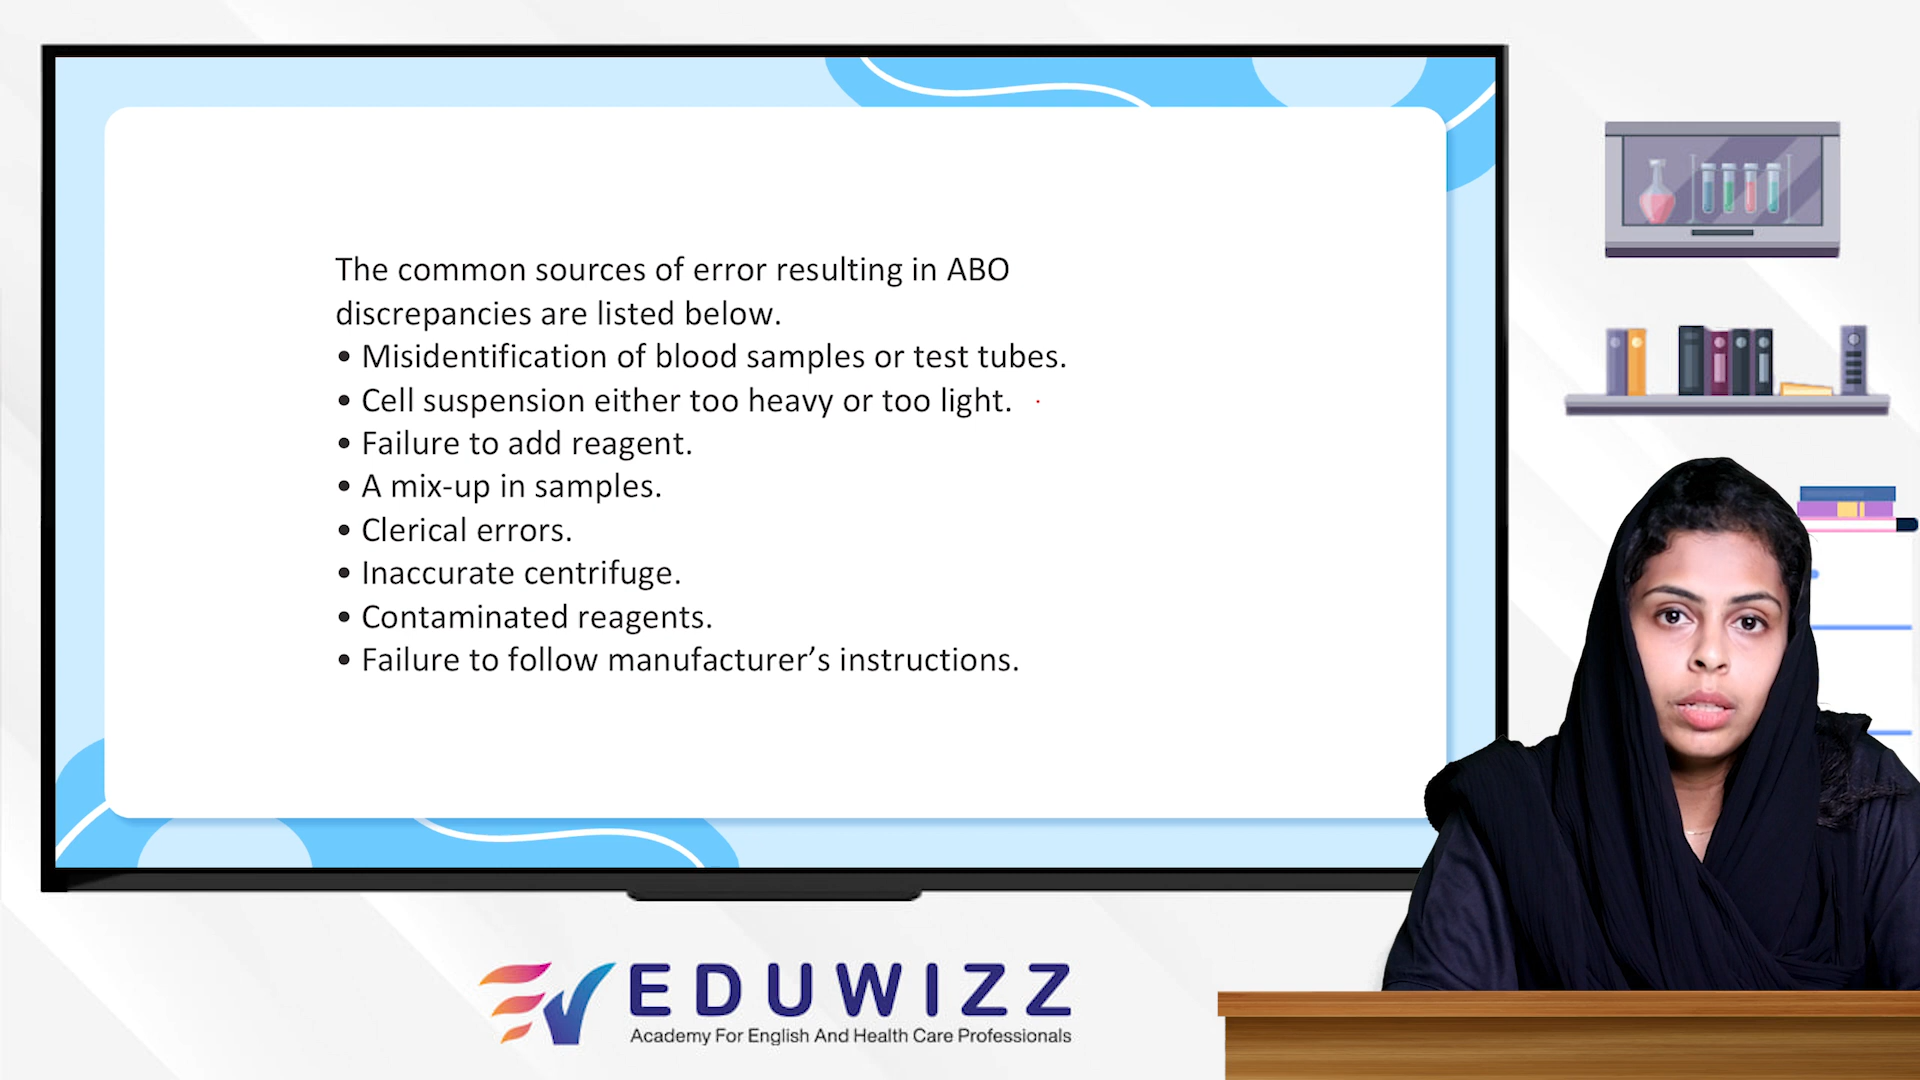 The common sources of error resulting in ABO
discrepancies are listed below.
• Misidentification of blood samples or test tubes.
• Cell suspension either too heavy or too light.
• Failure to add reagent.
• A mix-up in samples.
• Clerical errors.
• Inaccurate centrifuge.
• Contaminated reagents.
• Failure to follow manufacturer’s instructions.
EDUWIZZ
Academy For English And Health Care Professionals